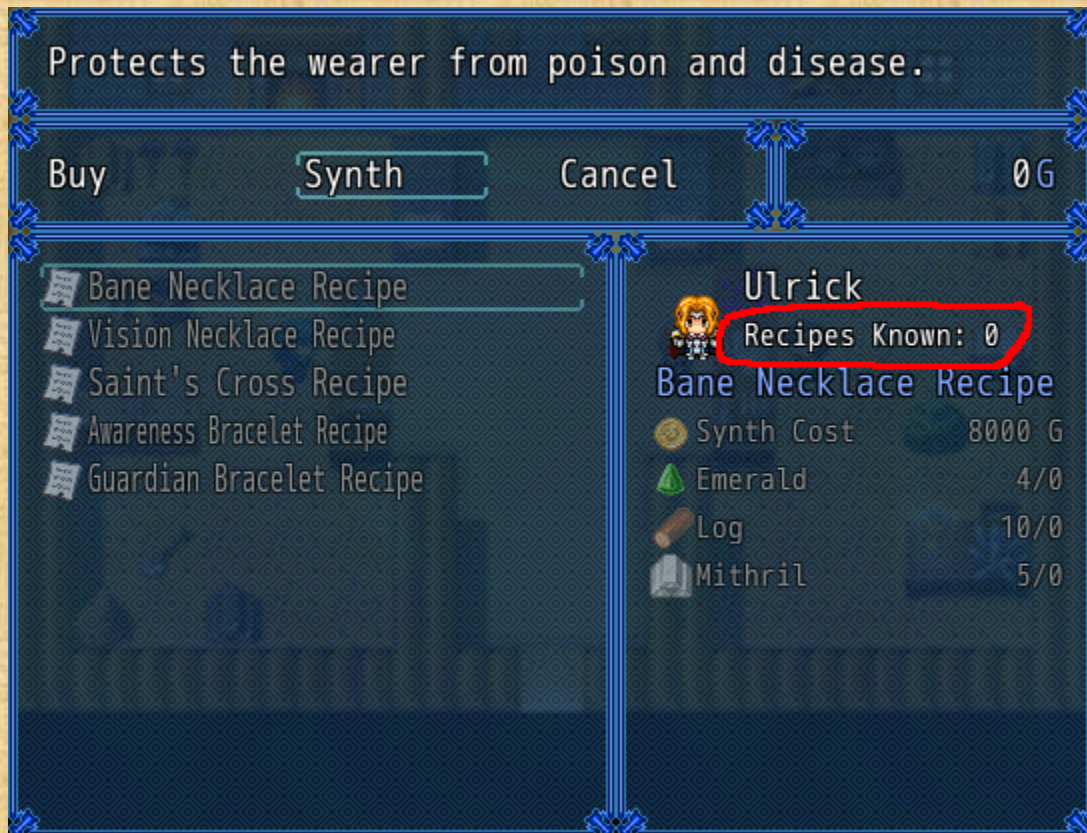 Protects the wearer from poison and disease.
Buy Synth Cancel 0G
Bane Necklace Recipe
Vision Necklace Recipe
Saint's Cross Recipe
Awareness Bracelet Recipe
Guardian Bracelet Recipe
Ulrick
Recipes Known: 0
Bane Necklace Recipe
Synth Cost 8000 G
Emerald 4/0
Log 10/0
Mithril 5/0